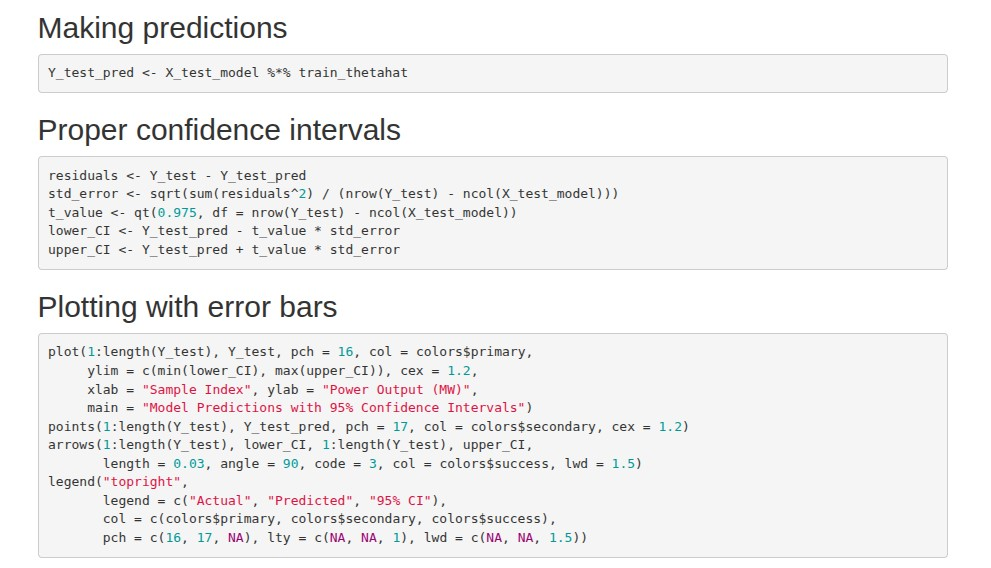 Making predictions
Y_test_pred <- X_test_model %*% train_thetahat
Proper confidence intervals
residuals <- Y_test - Y_test_pred
std_error <- sqrt(sum(residuals^2) / (nrow(Y_test) - ncol(X_test_model)))
t_value <- qt(0.975, df = nrow(Y_test) - ncol(X_test_model))
lower_CI <- Y_test_pred - t_value * std_error
upper_CI <- Y_test_pred + t_value * std_error
Plotting with error bars
plot(1:length(Y_test), Y_test, pch = 16, col = colors$primary,
     ylim = c(min(lower_CI), max(upper_CI)), cex = 1.2,
     xlab = "Sample Index", ylab = "Power Output (MW)",
     main = "Model Predictions with 95% Confidence Intervals")
points(1:length(Y_test), Y_test_pred, pch = 17, col = colors$secondary, cex = 1.2)
arrows(1:length(Y_test), lower_CI, 1:length(Y_test), upper_CI,
       length = 0.03, angle = 90, code = 3, col = colors$success, lwd = 1.5)
legend("topright",
       legend = c("Actual", "Predicted", "95% CI"),
       col = c(colors$primary, colors$secondary, colors$success),
       pch = c(16, 17, NA), lty = c(NA, NA, 1), lwd = c(NA, NA, 1.5))